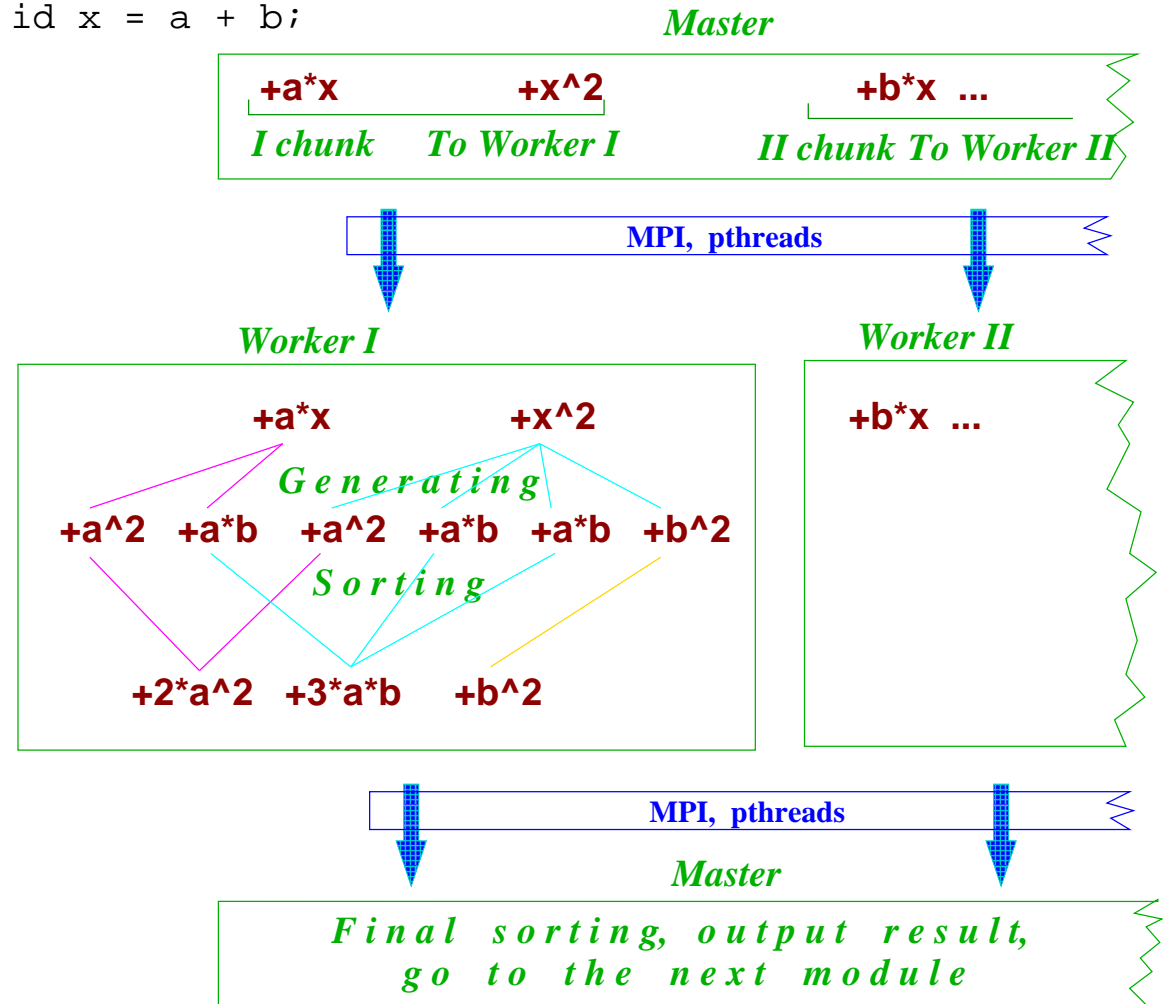 id x = a + b;
Master
+a*x +x^2 +b*x ...
I chunk To Worker I II chunk To Worker II
MPI, pthreads
Worker I Worker II
+a*x +x^2 +b*x ...
Generating
+a^2 +a*b +a^2 +a*b +a*b +b^2
Sorting
+2*a^2 +3*a*b +b^2
MPI, pthreads
Master
Final sorting, output result,
go to the next module